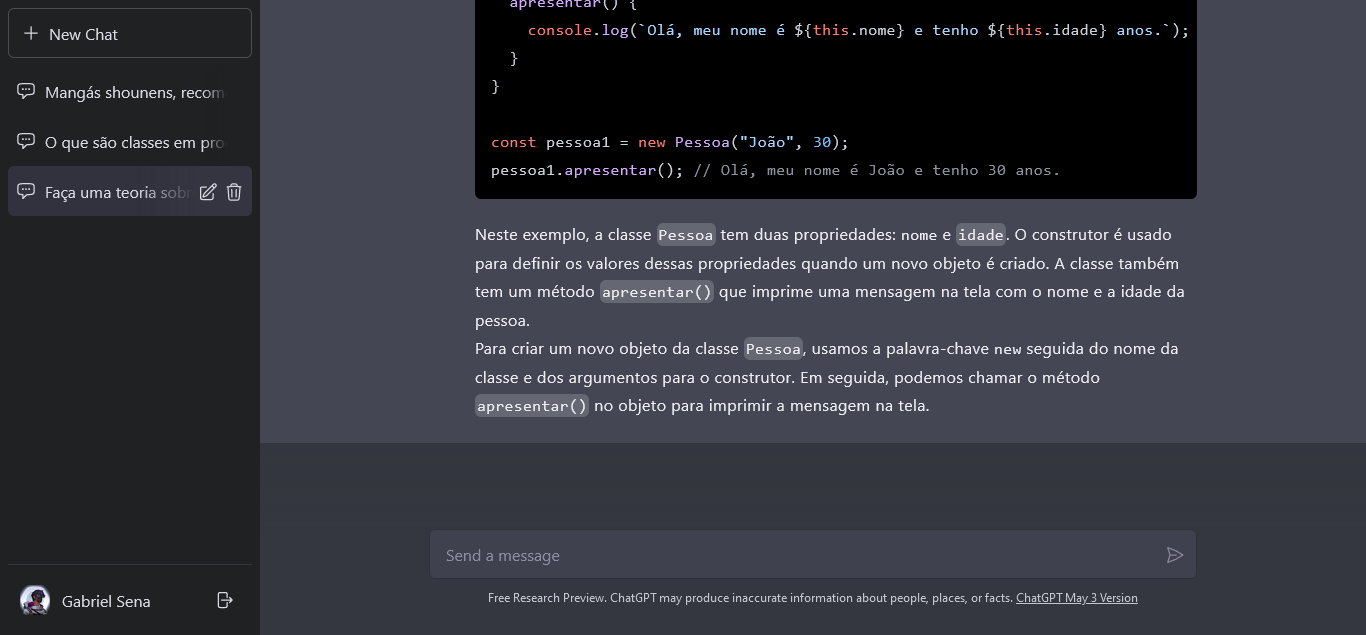 New Chat
Mangás shounens, recom
O que são classes em pro
Faça uma teoria sobr
Gabriel Sena
apresentar() {
console.log(`Olá, meu nome é ${this.nome} e tenho ${this.idade} anos.`);
}
}
const pessoa1 = new Pessoa("João", 30);
pessoa1.apresentar(); // Olá, meu nome é João e tenho 30 anos.
Neste exemplo, a classe Pessoa tem duas propriedades: nome e idade. O construtor é usado
para definir os valores dessas propriedades quando um novo objeto é criado. A classe também
tem um método apresentar() que imprime uma mensagem na tela com o nome e a idade da
pessoa.
Para criar um novo objeto da classe Pessoa, usamos a palavra-chave new seguida do nome da
classe e dos argumentos para o construtor. Em seguida, podemos chamar o método
apresentar() no objeto para imprimir a mensagem na tela.
Send a message
Free Research Preview. ChatGPT may produce inaccurate information about people, places, or facts. ChatGPT May 3 Version